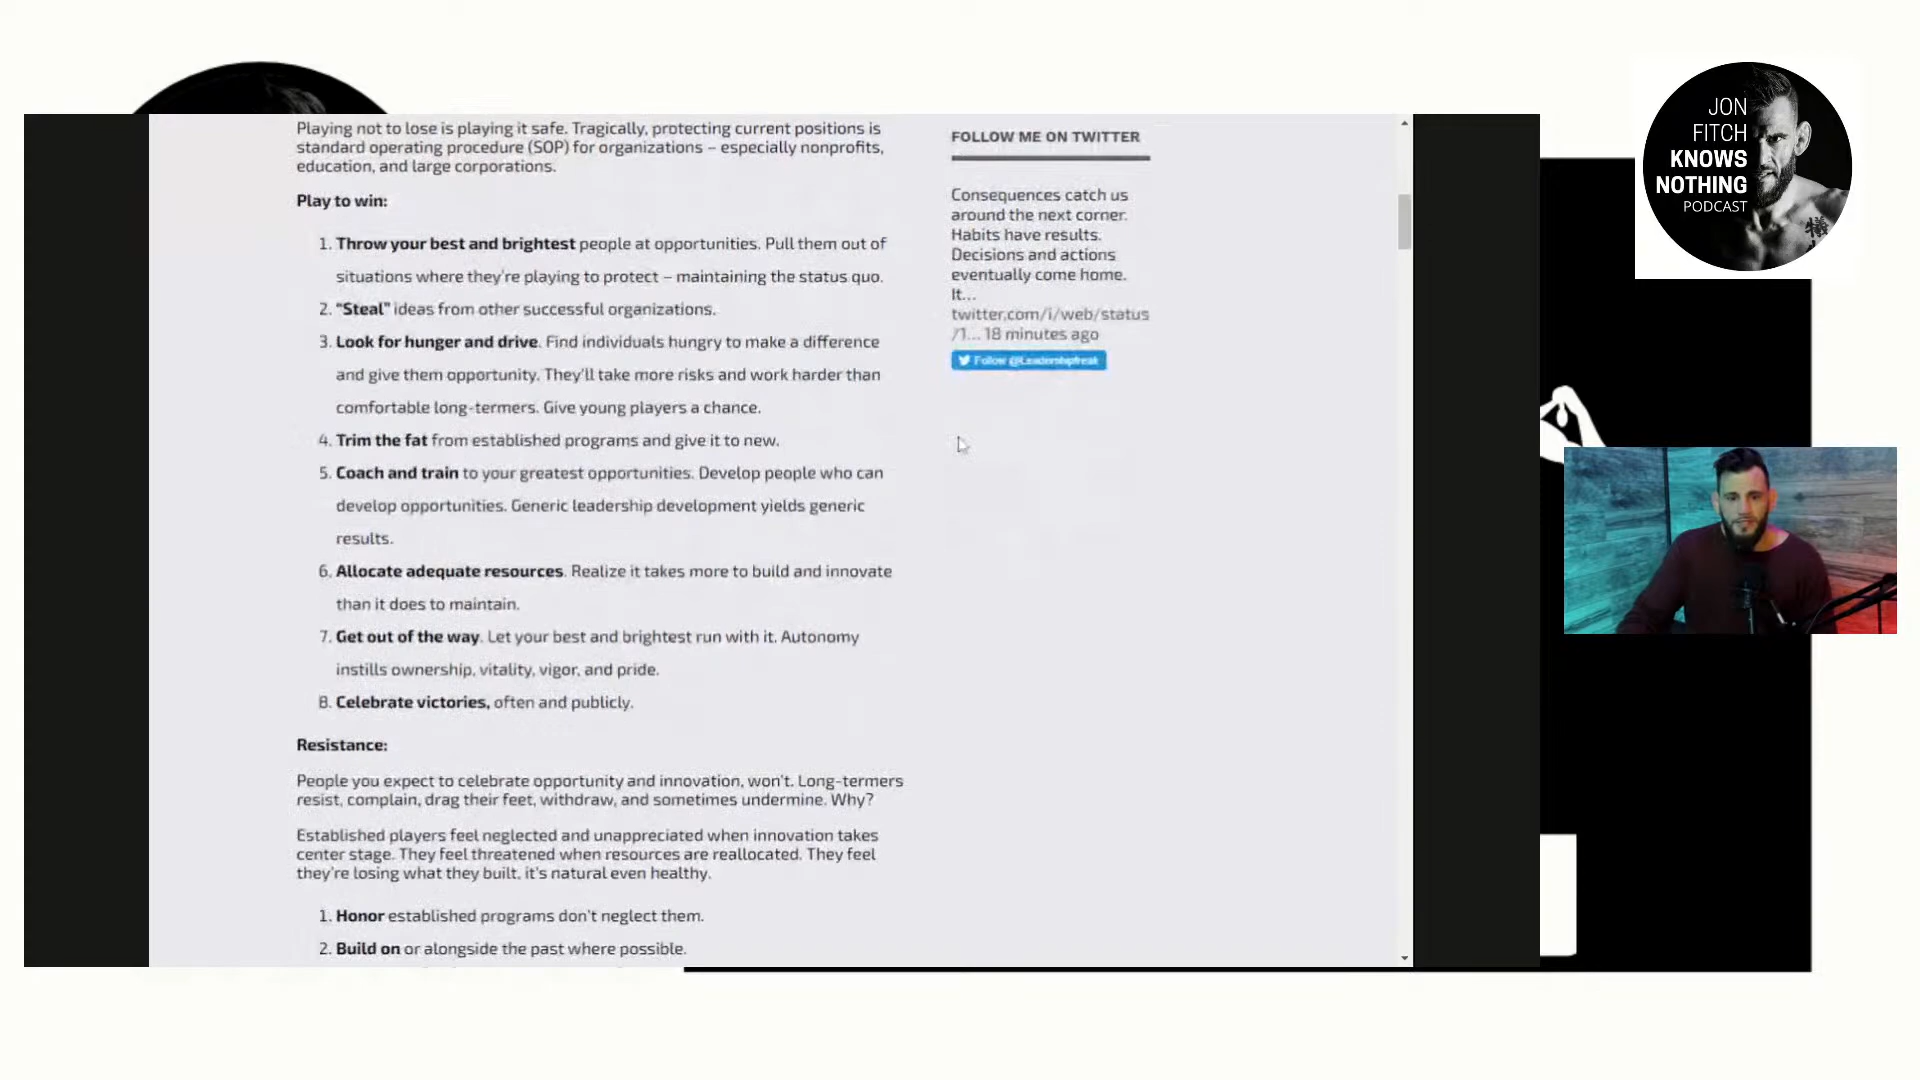 Playing not to lose is playing it safe. Tragically, protecting current positions is
standard operating procedure (SOP) for organizations – especially nonprofits,
education, and large corporations.
Play to win:
1. Throw your best and brightest people at opportunities. Pull them out of
situations where they're playing to protect – maintaining the status quo.
2. "Steal" ideas from other successful organizations.
3. Look for hunger and drive. Find individuals hungry to make a difference
and give them opportunity. They'll take more risks and work harder than
comfortable long-termers. Give young players a chance.
4. Trim the fat from established programs and give it to new.
5. Coach and train to your greatest opportunities. Develop people who can
develop opportunities. Generic leadership development yields generic
results.
6. Allocate adequate resources. Realize it takes more to build and innovate
than it does to maintain.
7. Get out of the way. Let your best and brightest run with it. Autonomy
instills ownership, vitality, vigor, and pride.
8. Celebrate victories, often and publicly.
Resistance:
People you expect to celebrate opportunity and innovation, won't. Long-termers
resist, complain, drag their feet, withdraw, and sometimes undermine. Why?
Established players feel neglected and unappreciated when innovation takes
center stage. They feel threatened when resources are reallocated. They feel
they're losing what they built, it's natural even healthy.
1. Honor established programs don't neglect them.
2. Build on or alongside the past where possible.
FOLLOW ME ON TWITTER
Consequences catch us
around the next corner.
Habits have results.
Decisions and actions
eventually come home.
It...
twitter.com/i/web/status
/1... 18 minutes ago
Follow @Leadershipfreak
JON
FITCH
KNOWS
NOTHING
PODCAST